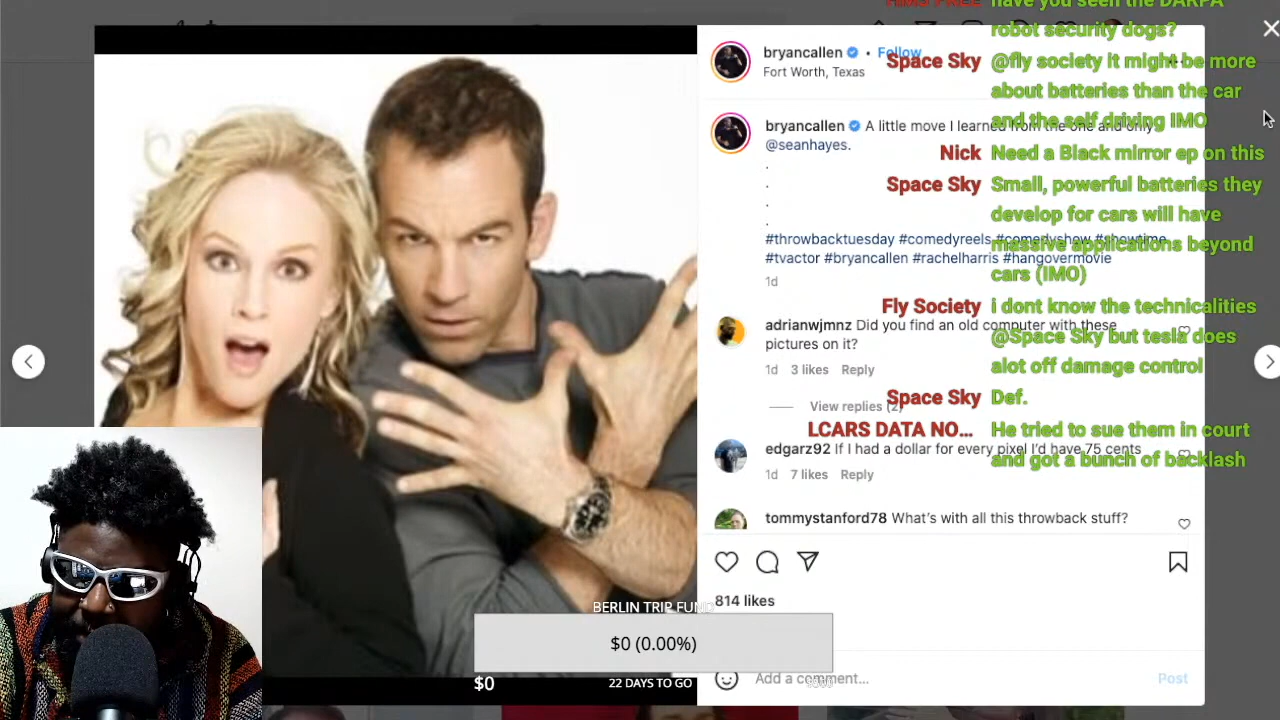 have you seen the DARPA
robot security dogs?
Space Sky @fly society it might be more
about batteries than the car
and the self driving IMO
Nick Need a Black mirror ep on this
Space Sky Small, powerful batteries they
develop for cars will have
massive applications beyond
cars (IMO)
Fly Society i dont know the technicalities
@Space Sky but tesla does
alot off damage control
Space Sky Def.
LCARS DATA NO... He tried to sue them in court
and got a bunch of backlash
bryancallen • Follow
Fort Worth, Texas
bryancallen A little move I learned from the one and only
@seanhayes.
.
.
.
.
#throwbacktuesday #comedyreels #comedyshow #showtime
#tvactor #bryancallen #rachelharris #hangovermovie
1d
adrianwjmnz Did you find an old computer with these
pictures on it?
1d 3 likes Reply
View replies (2)
edgarz92 If I had a dollar for every pixel I'd have 75 cents
1d 7 likes Reply
tommystanford78 What's with all this throwback stuff?
814 likes
Add a comment... Post
BERLIN TRIP FUND
$0 (0.00%)
$0 22 DAYS TO GO